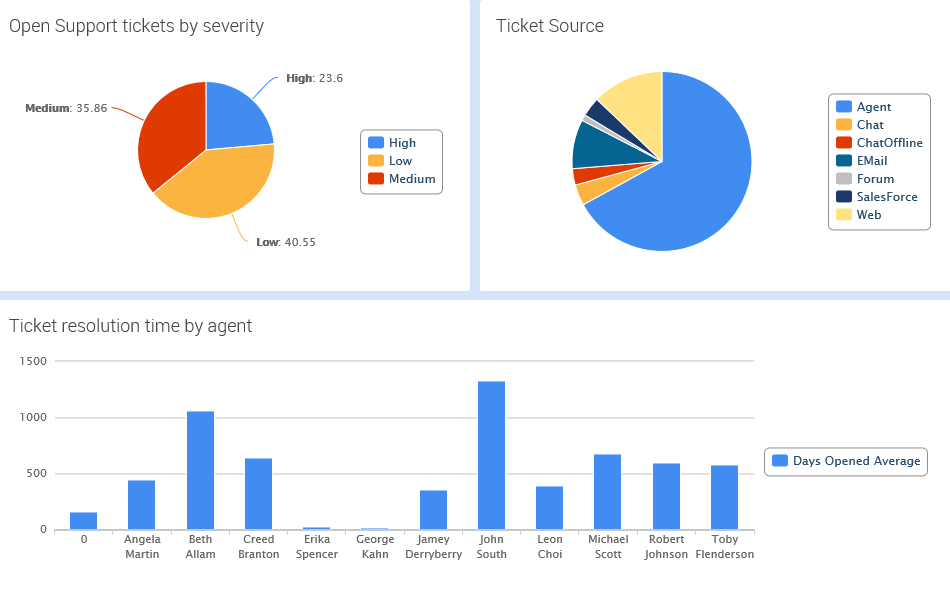 Open Support tickets by severity
High: 23.6
Medium: 35.86
Low: 40.55
High
Low
Medium
Ticket Source
Agent
Chat
ChatOffline
EMail
Forum
SalesForce
Web
Ticket resolution time by agent
1500
1000
500
0
0
Angela
Martin
Beth
Allam
Creed
Branton
Erika
Spencer
George
Kahn
Jamey
Derryberry
John
South
Leon
Choi
Michael
Scott
Robert
Johnson
Toby
Flenderson
Days Opened Average